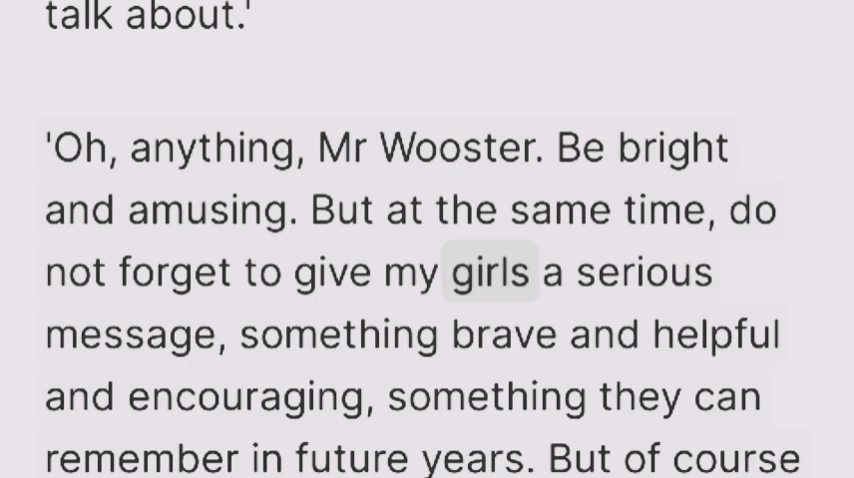 talk about.'
'Oh, anything, Mr Wooster. Be bright
and amusing. But at the same time, do
not forget to give my girls a serious
message, something brave and helpful
and encouraging, something they can
remember in future years. But of course